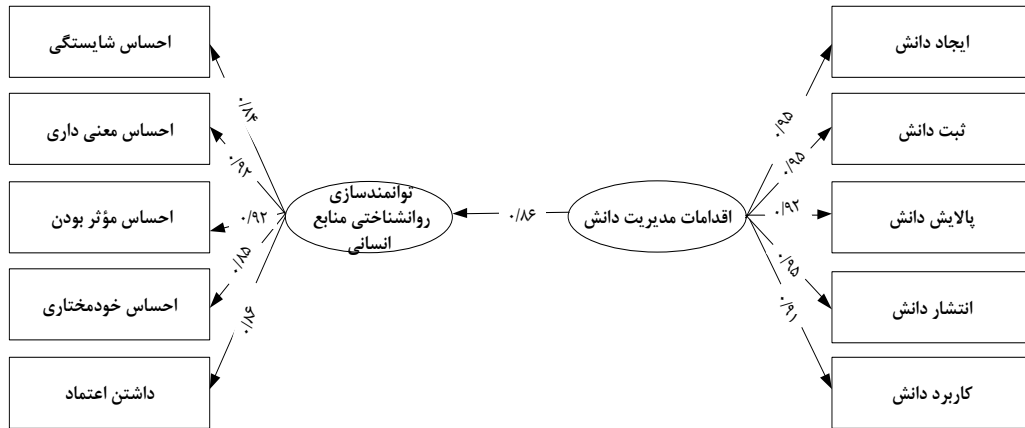 ایجاد دانش
ثبت دانش
پالایش دانش
انتشار دانش
کاربرد دانش
۰/۹۵
۰/۹۵
۰/۹۲
۰/۹۵
۰/۹۱
اقدامات مدیریت دانش
۰/۸۶
توانمندسازی
روانشناختی منابع
انسانی
۰/۸۴
۰/۹۲
۰/۹۲
۰/۸۵
۰/۸۶
احساس شایستگی
احساس معنی داری
احساس مؤثر بودن
احساس خودمختاری
داشتن اعتماد